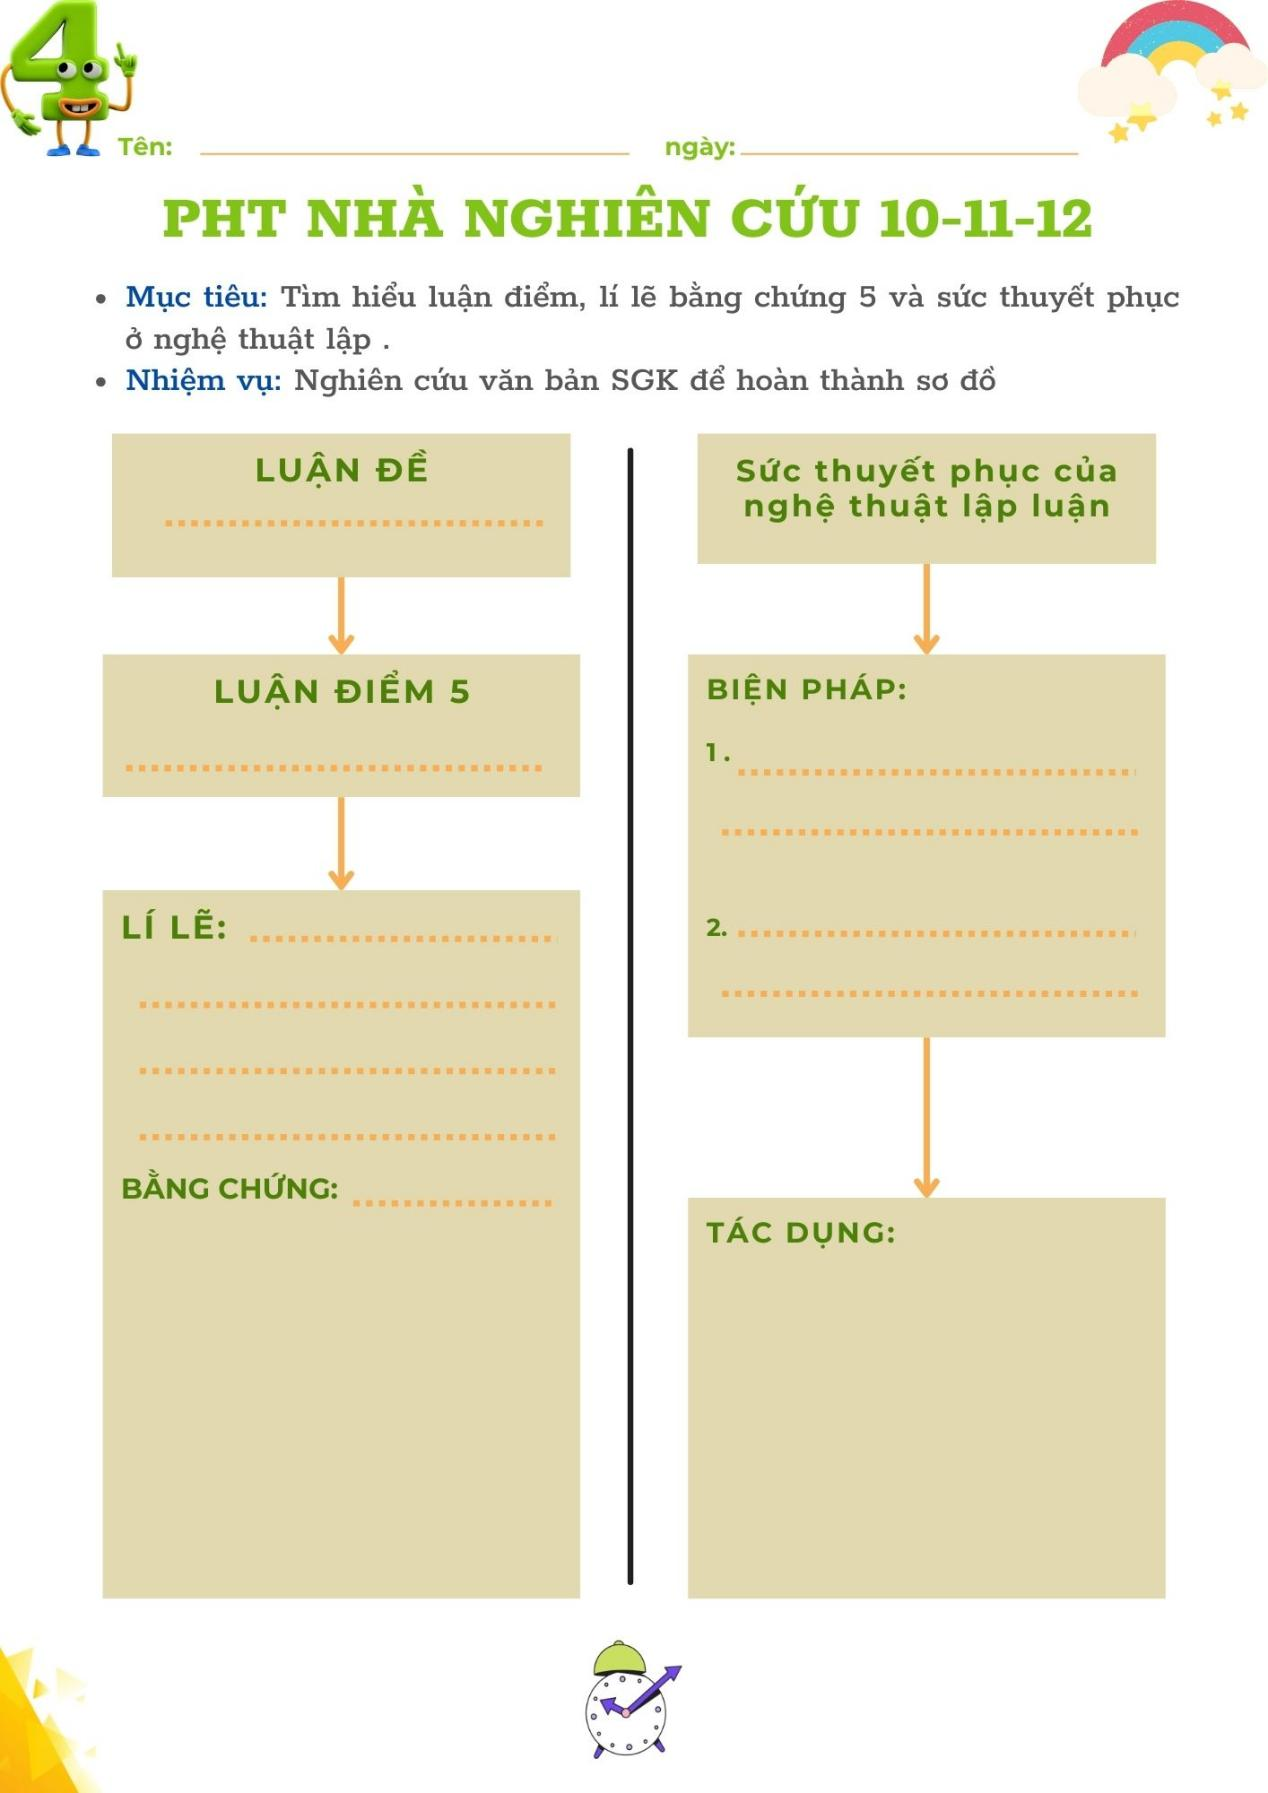 Tên: ngày:
PHT NHÀ NGHIÊN CỨU 10-11-12
Mục tiêu: Tìm hiểu luận điểm, lí lẽ bằng chứng 5 và sức thuyết phục
ở nghệ thuật lập .
Nhiệm vụ: Nghiên cứu văn bản SGK để hoàn thành sơ đồ
LUẬN ĐỀ
LUẬN ĐIỂM 5
LÍ LẼ:
BẰNG CHỨNG:
Sức thuyết phục của
nghệ thuật lập luận
BIỆN PHÁP:
1.
2.
TÁC DỤNG: